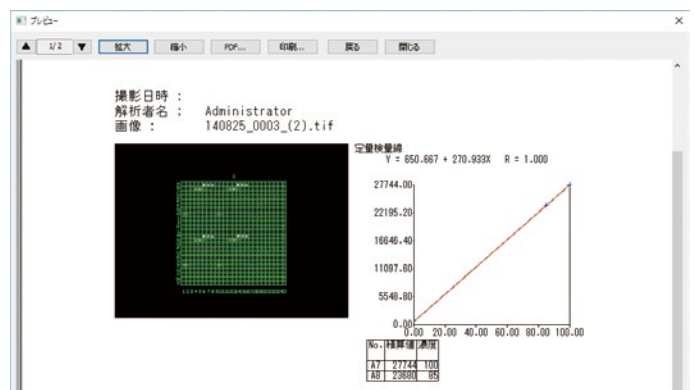 プレビュー
1/2 拡大 縮小 PDF... 印刷... 戻る 閉じる
撮影日時 :
解析者名 : Administrator
画像 : 140825_0003_(2).tif
定量検量線
Y = 650.667 + 270.933X R = 1.000
27744.00
22195.20
16646.40
11097.60
5548.80
0.00
0.00 20.00 40.00 60.00 80.00 100.00
No. 積算値 濃度
A7 27744 100
A8 23680 85